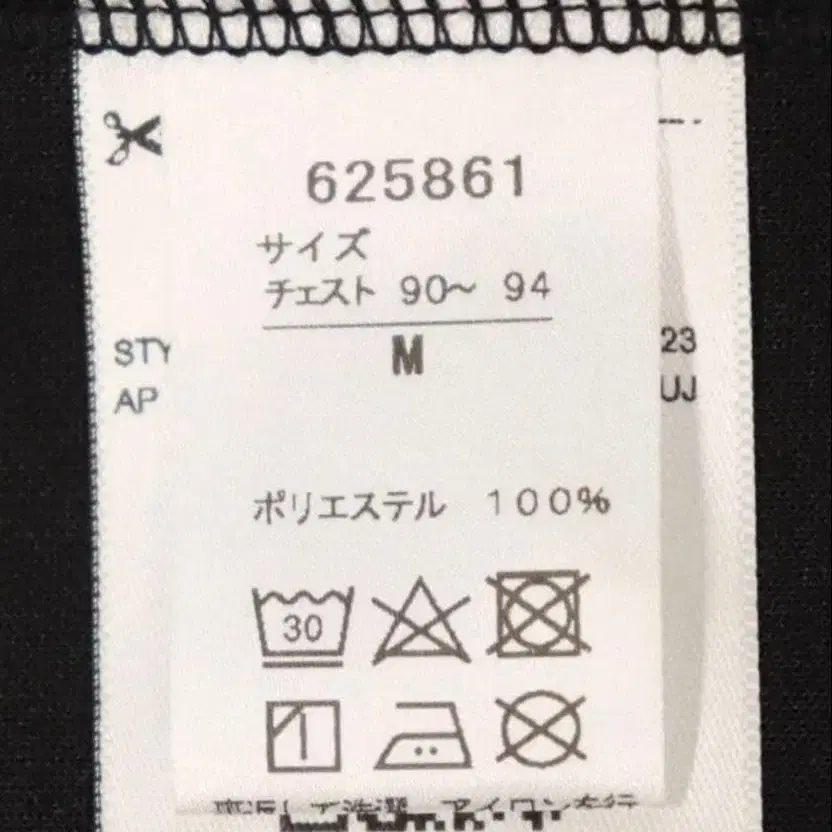 625861
サイズ
チェスト 90～ 94
M
STY
23
AP
UJ
ポリエステル 100%
30